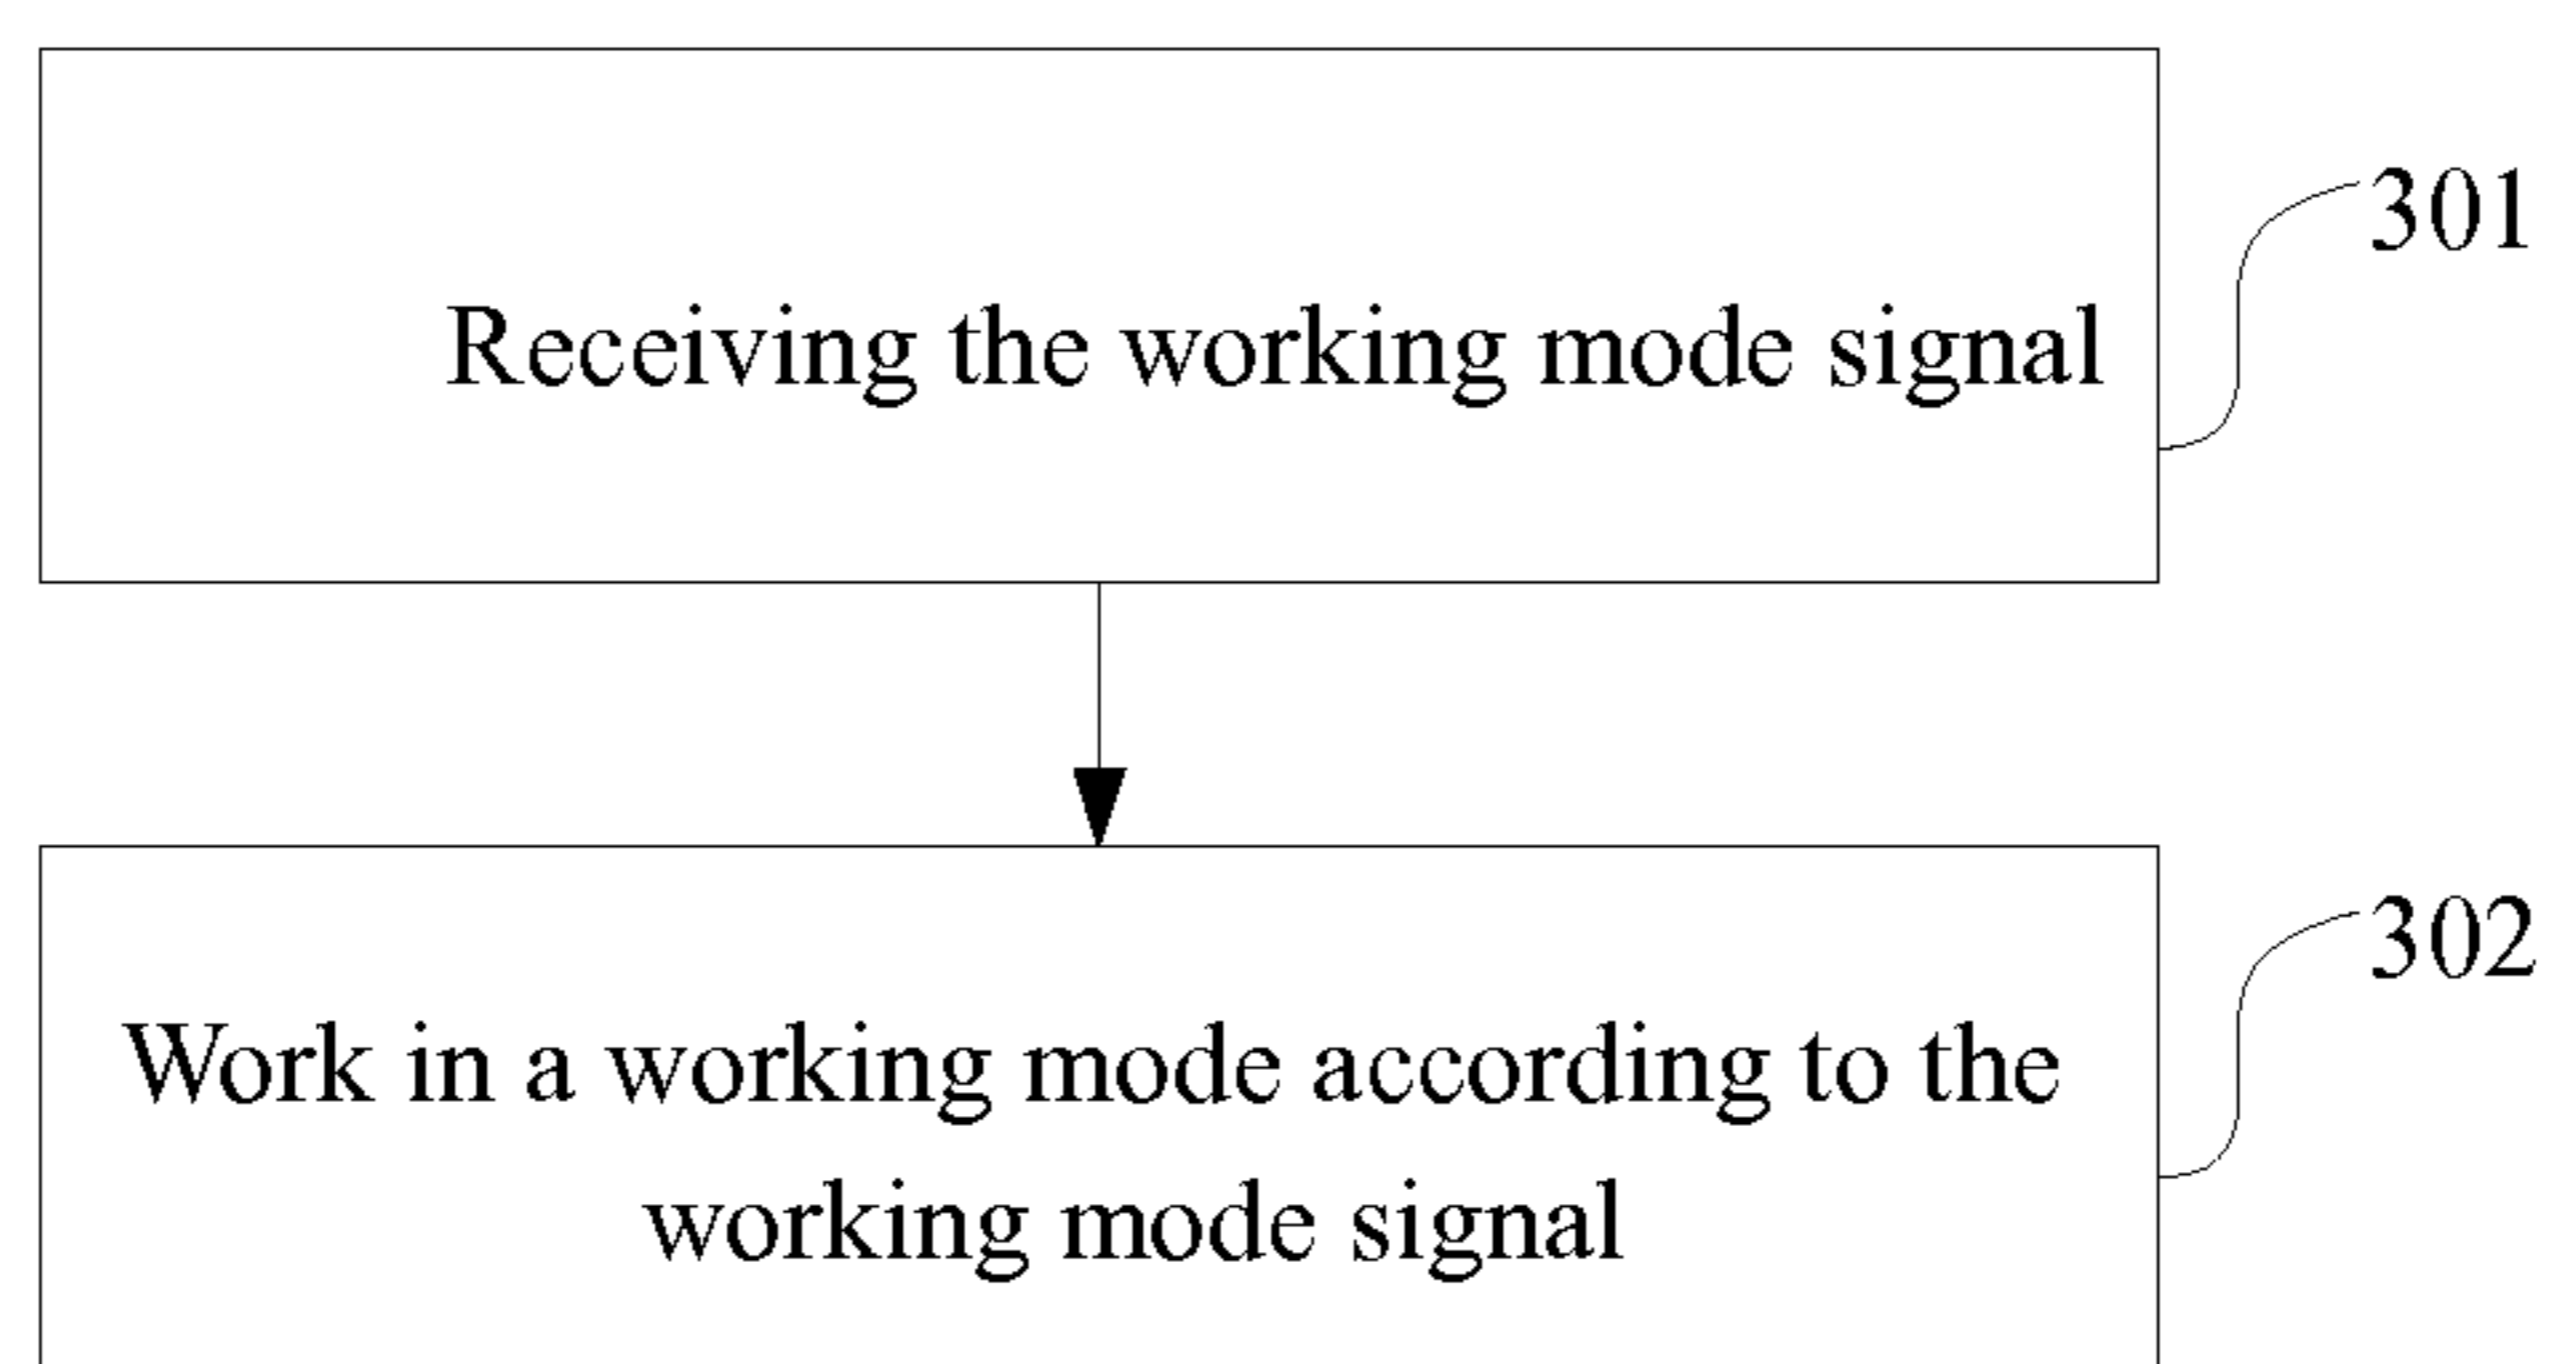 301
Receiving the working mode signal
302
Work in a working mode according to the
working mode signal